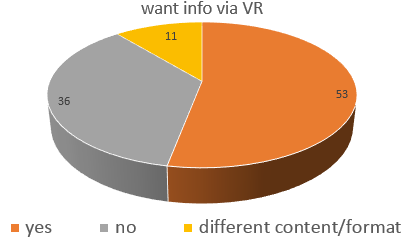 want info via VR
11
53
36
yes no different content/format